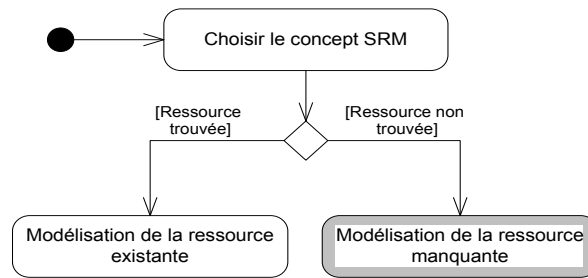 Choisir le concept SRM
[Ressource
trouvée]
[Ressource non
trouvée]
Modélisation de la ressource
existante
Modélisation de la ressource
manquante